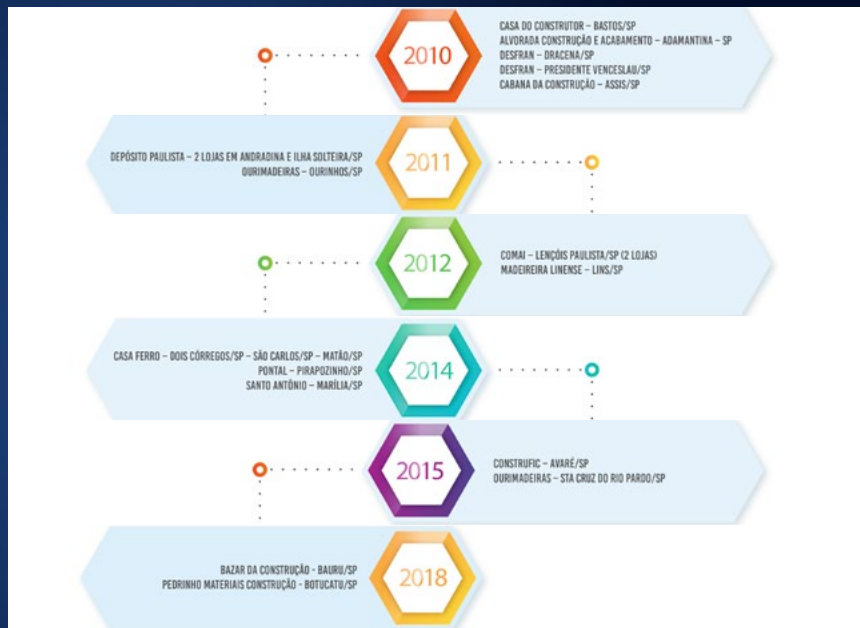 2010
CASA DO CONSTRUTOR – BASTOS/SP
ALVORADA CONSTRUÇÃO E ACABAMENTO – ADAMANTINA – SP
DESFRAN – DRACENA/SP
DESFRAN – PRESIDENTE VENCESLAU/SP
CABANA DA CONSTRUÇÃO – ASSIS/SP
DEPÓSITO PAULISTA – 2 LOJAS EM ANDRADINA E ILHA SOLTEIRA/SP
OURIMADEIRAS – OURINHOS/SP
2011
2012
COMAI – LENÇÓIS PAULISTA/SP (2 LOJAS)
MADEIREIRA LINENSE – LINS/SP
CASA FERRO – DOIS CÓRREGOS/SP – SÃO CARLOS/SP – MATÃO/SP
PONTAL – PIRAPOZINHO/SP
SANTO ANTÔNIO – MARÍLIA/SP
2014
2015
CONSTRUFIC – AVARÉ/SP
OURIMADEIRAS – STA CRUZ DO RIO PARDO/SP
BAZAR DA CONSTRUÇÃO - BAURU/SP
PEDRINHO MATERIAIS CONSTRUÇÃO - BOTUCATU/SP
2018